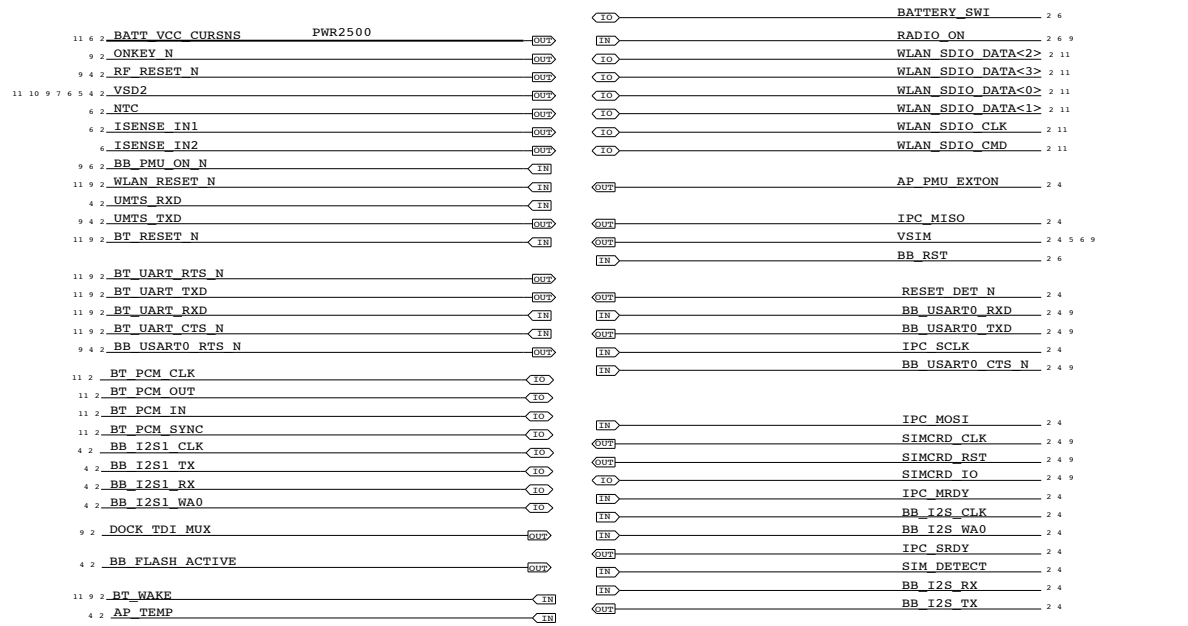 11 6 2 BATT_VCC_CURSNS PWR2500 OUT
9 2 ONKEY_N OUT
9 4 2 RF_RESET_N OUT
11 10 9 7 6 5 4 2 VSD2 OUT
6 2 NTC OUT
6 2 ISENSE_IN1 OUT
6 ISENSE_IN2 OUT
9 6 2 BB_PMU_ON_N IN
11 9 2 WLAN_RESET_N IN
4 2 UMTS_RXD IN
9 4 2 UMTS_TXD OUT
11 9 2 BT_RESET_N IN
11 9 2 BT_UART_RTS_N OUT
11 9 2 BT_UART_TXD OUT
11 9 2 BT_UART_RXD IN
11 9 2 BT_UART_CTS_N IN
9 4 2 BB_USART0_RTS_N OUT
11 2 BT_PCM_CLK IO
11 2 BT_PCM_OUT IO
11 2 BT_PCM_IN IO
11 2 BT_PCM_SYNC IO
4 2 BB_I2S1_CLK IO
4 2 BB_I2S1_TX IO
4 2 BB_I2S1_RX IO
4 2 BB_I2S1_WA0 IO
9 2 DOCK_TDI_MUX OUT
4 2 BB_FLASH_ACTIVE OUT
11 9 2 BT_WAKE IN
4 2 AP_TEMP IN
IO BATTERY_SWI 2 6
IN RADIO_ON 2 6 9
IO WLAN_SDIO_DATA<2> 2 11
IO WLAN_SDIO_DATA<3> 2 11
IO WLAN_SDIO_DATA<0> 2 11
IO WLAN_SDIO_DATA<1> 2 11
IO WLAN_SDIO_CLK 2 11
IO WLAN_SDIO_CMD 2 11
OUT AP_PMU_EXTON 2 4
OUT IPC_MISO 2 4
OUT VSIM 2 4 5 6 9
IN BB_RST 2 6
OUT RESET_DET_N 2 4
IN BB_USART0_RXD 2 4 9
OUT BB_USART0_TXD 2 4 9
IN IPC_SCLK 2 4
IN BB_USART0_CTS_N 2 4 9
IN IPC_MOSI 2 4
OUT SIMCRD_CLK 2 4 9
OUT SIMCRD_RST 2 4 9
IO SIMCRD_IO 2 4 9
IN IPC_MRDY 2 4
IN BB_I2S_CLK 2 4
IN BB_I2S_WA0 2 4
OUT IPC_SRDY 2 4
IN SIM_DETECT 2 4
IN BB_I2S_RX 2 4
OUT BB_I2S_TX 2 4